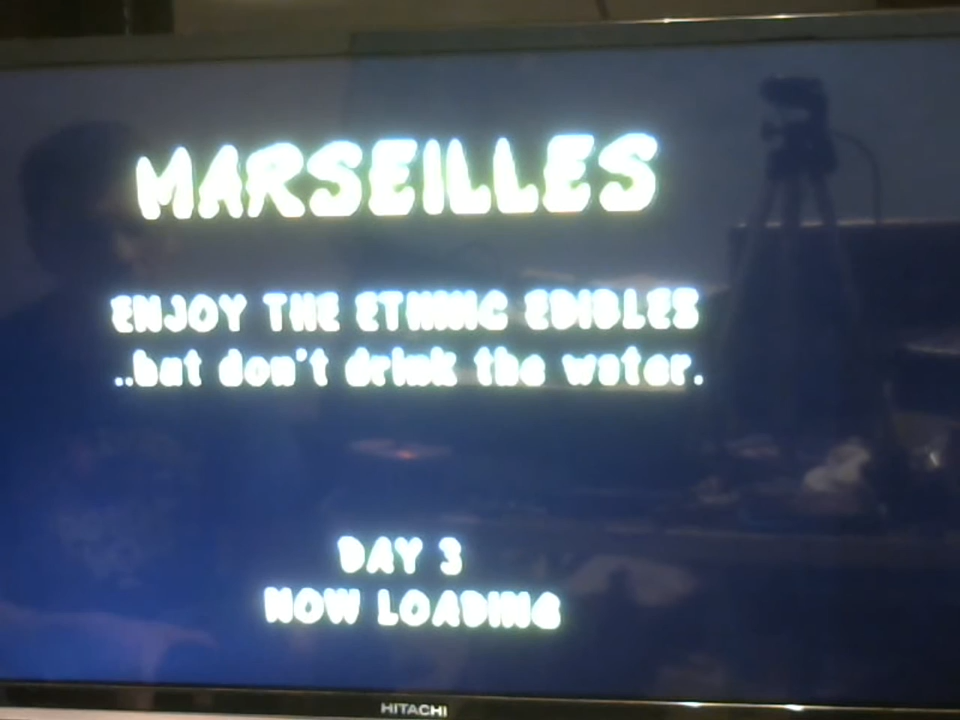 MARSEILLES
ENJOY THE ETHNIC EDIBLES
..but don't drink the water.
DAY 3
NOW LOADING
HITACHI